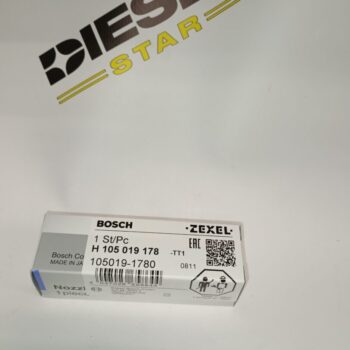 DIESEL
STAR
BOSCH
·ZEXEL·
1 St/Pc
H 105 019 178 -TT1
EAC
Bosch Co
MADE IN JA
105019-1780
0811
Nozzl
1 piece